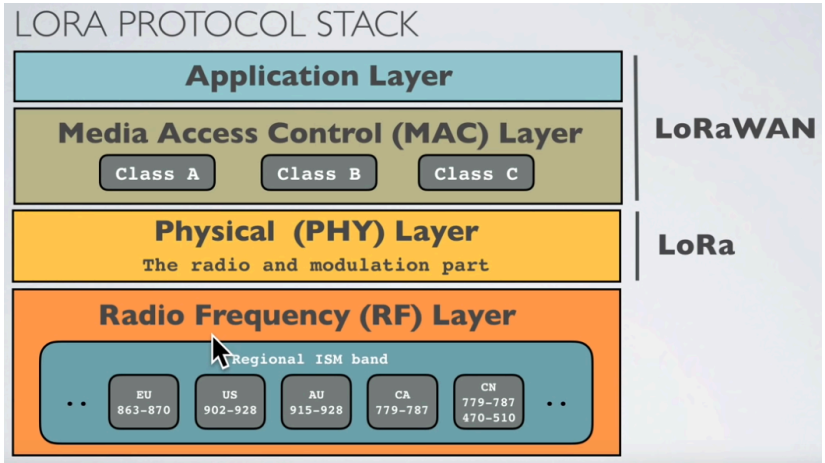 LORA PROTOCOL STACK
Application Layer
Media Access Control (MAC) Layer
Class A Class B Class C
LoRaWAN
Physical (PHY) Layer
The radio and modulation part
LoRa
Radio Frequency (RF) Layer
Regional ISM band
..
EU
863-870
US
902-928
AU
915-928
CA
779-787
CN
779-787
470-510
..